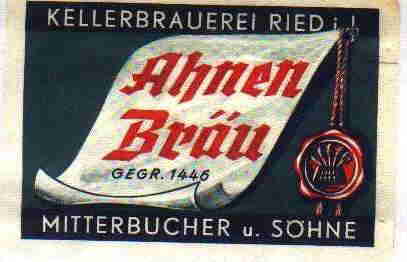 KELLERBRAUEREI RIED i. I.
Ahnen
Bräu
GEGR. 1446
MITTERBUCHER u. SÖHNE